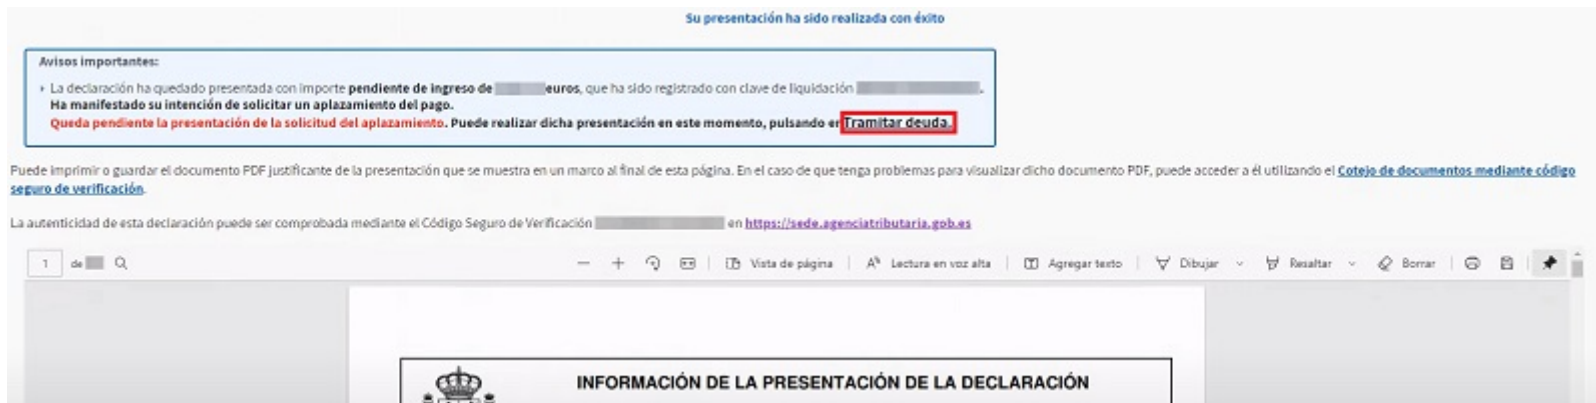 Su presentación ha sido realizada con éxito
Avisos importantes:
La declaración ha quedado presentada con importe pendiente de ingreso de euros, que ha sido registrado con clave de liquidación .
Ha manifestado su intención de solicitar un aplazamiento del pago.
Queda pendiente la presentación de la solicitud del aplazamiento. Puede realizar dicha presentación en este momento, pulsando en Tramitar deuda.
Puede imprimir o guardar el documento PDF justificante de la presentación que se muestra en un marco al final de esta página. En el caso de que tenga problemas para visualizar dicho documento PDF, puede acceder a él utilizando el Cotejo de documentos mediante código
seguro de verificación.
La autenticidad de esta declaración puede ser comprobada mediante el Código Seguro de Verificación en https://sede.agenciatributaria.gob.es
1 de Vista de página Lectura en voz alta Agregar texto Dibujar Resaltar Borrar
INFORMACIÓN DE LA PRESENTACIÓN DE LA DECLARACIÓN